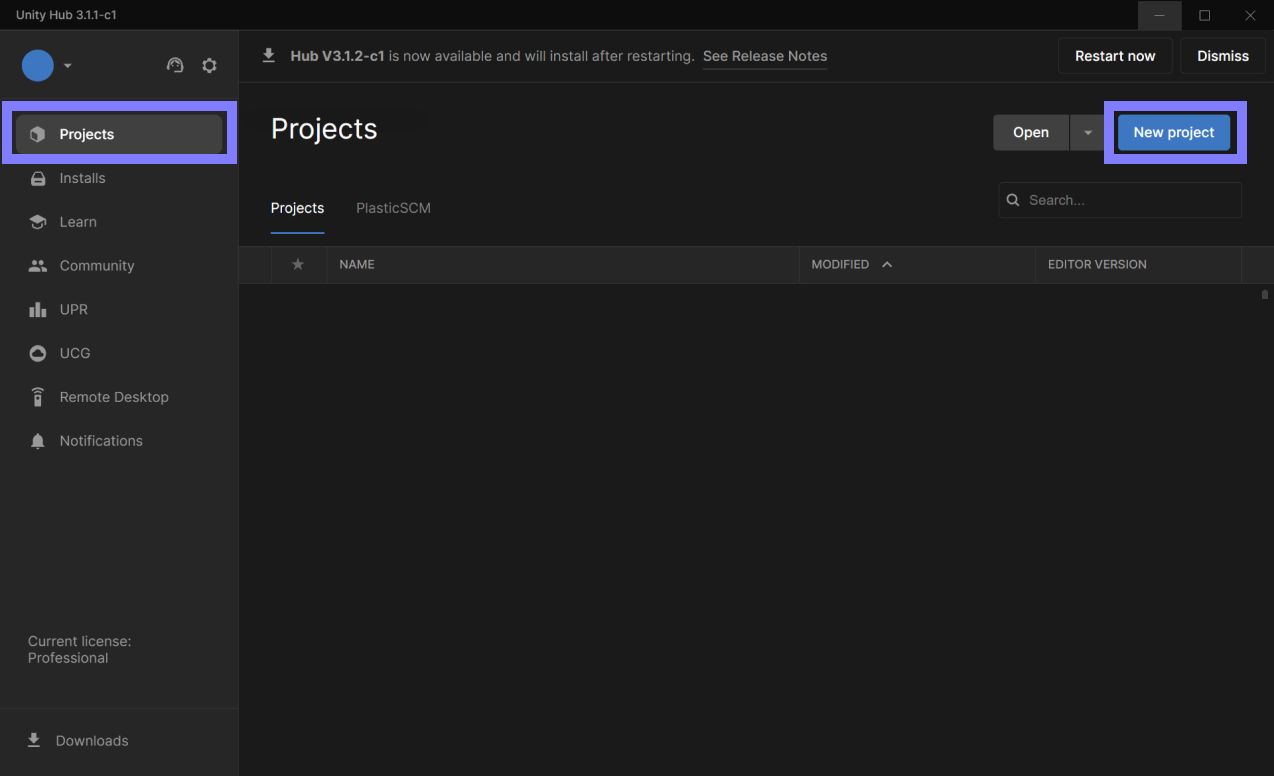 Unity Hub 3.1.1-c1
Hub V3.1.2-c1 is now available and will install after restarting. See Release Notes
Restart now
Dismiss
Projects
Installs
Learn
Community
UPR
UCG
Remote Desktop
Notifications
Current license:
Professional
Downloads
Projects
Open
New project
Projects
PlasticSCM
Search...
NAME
MODIFIED
EDITOR VERSION